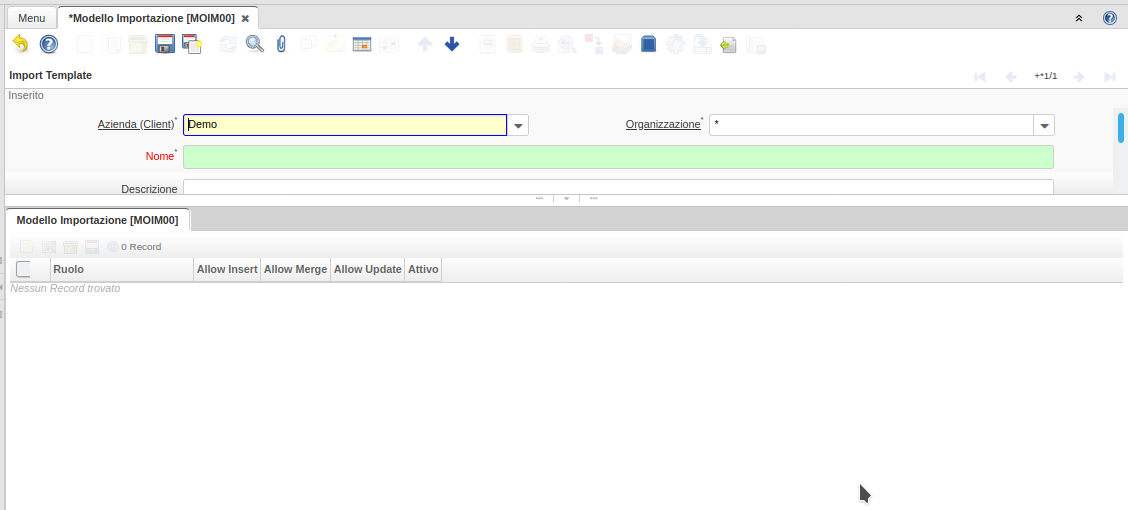 Menu *Modello Importazione [MOIM00]
Import Template +*1/1
Inserito
Azienda (Client)* Demo Organizzazione* *
Nome*
Descrizione
Modello Importazione [MOIM00]
0 Record
Ruolo Allow Insert Allow Merge Allow Update Attivo
Nessun Record trovato